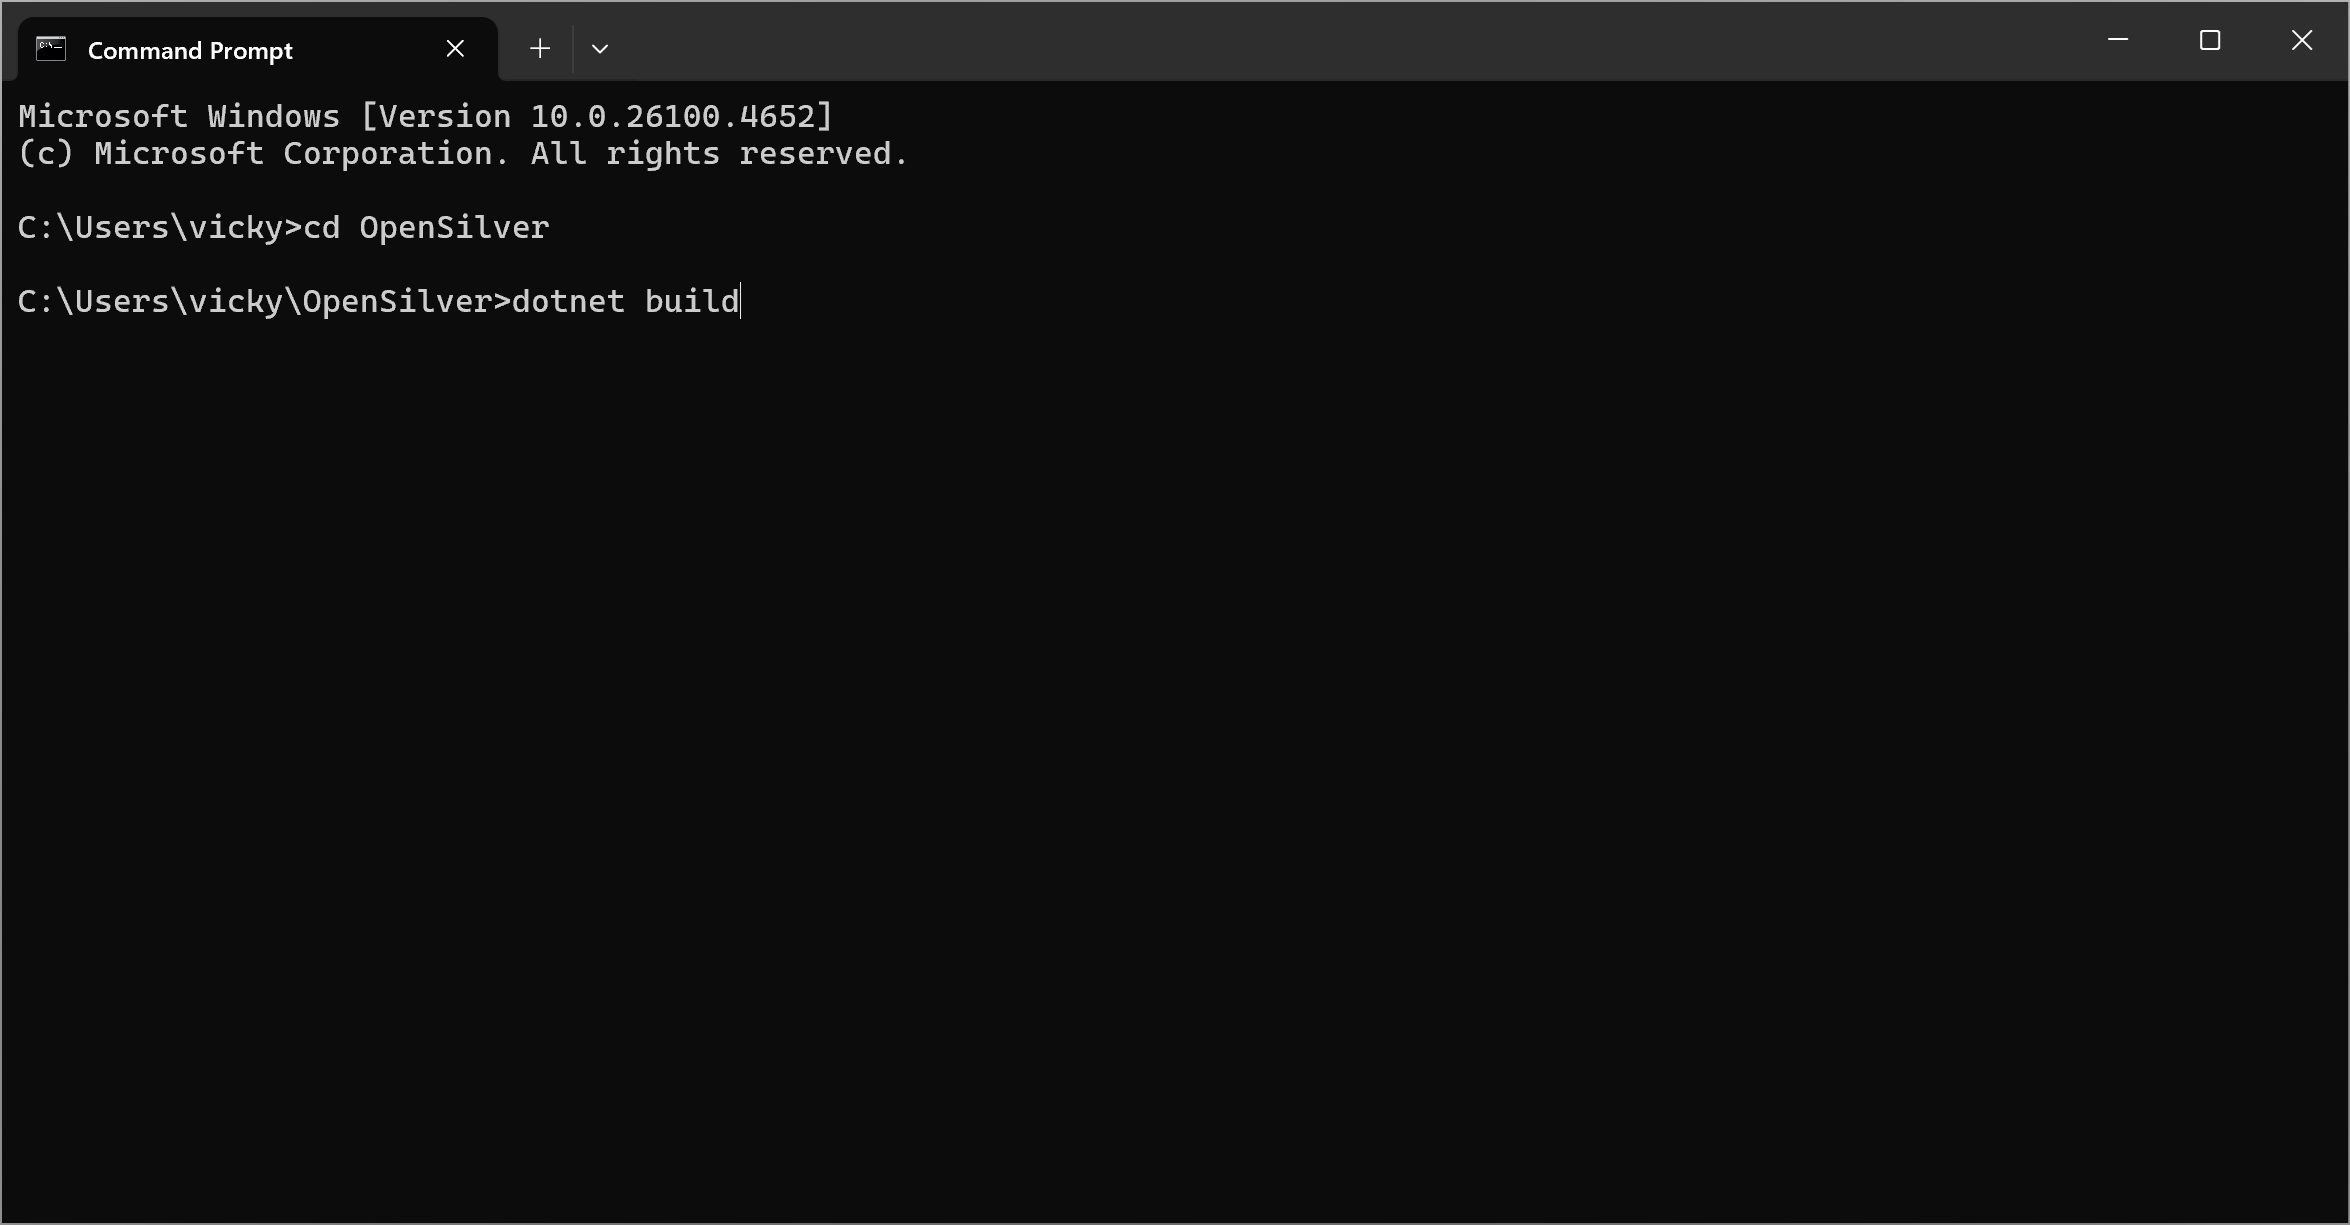 Command Prompt
Microsoft Windows [Version 10.0.26100.4652]
(c) Microsoft Corporation. All rights reserved.
C:\Users\vicky>cd OpenSilver
C:\Users\vicky\OpenSilver>dotnet build